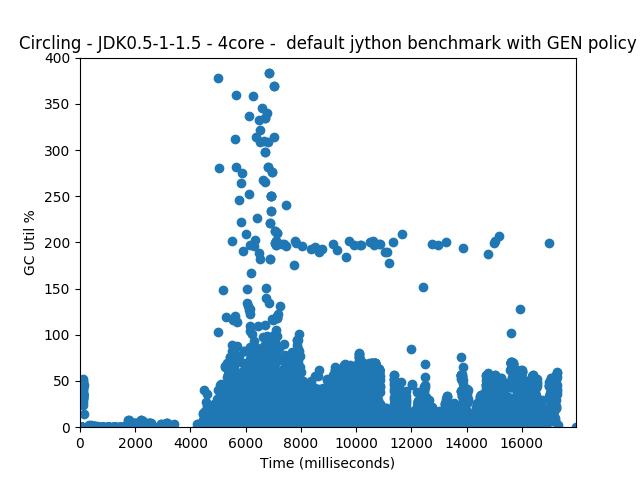 Circling - JDK0.5-1-1.5 - 4core -  default jython benchmark with GEN policy
400
350
300
250
200
150
100
50
0
GC Util %
0 2000 4000 6000 8000 10000 12000 14000 16000
Time (milliseconds)